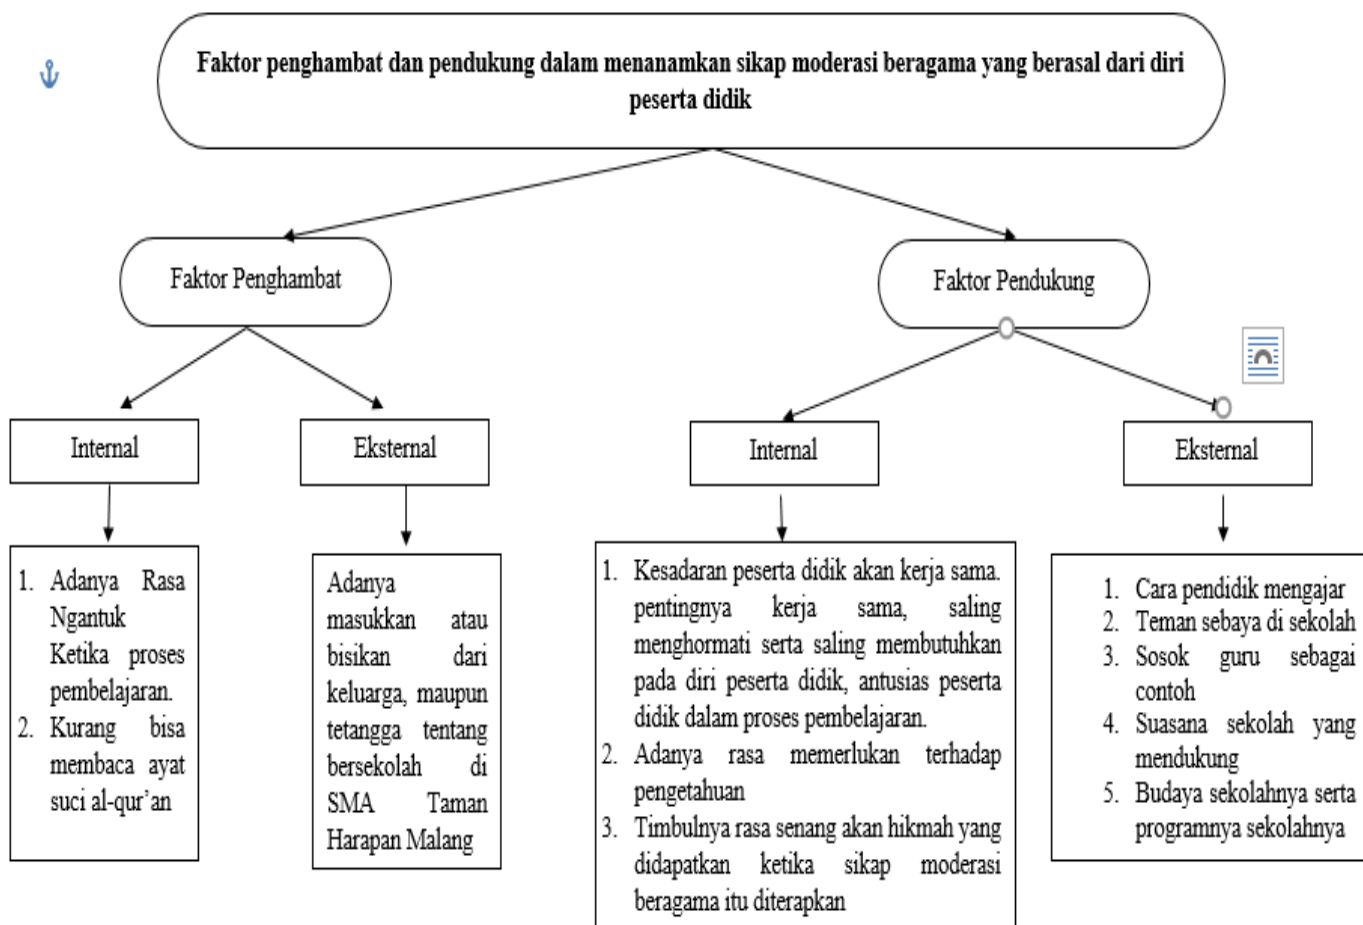 Faktor penghambat dan pendukung dalam menanamkan sikap moderasi beragama yang berasal dari diri
peserta didik
Faktor Penghambat
Faktor Pendukung
Internal
Eksternal
Internal
Eksternal
1. Adanya Rasa
Ngantuk
Ketika proses
pembelajaran.
2. Kurang bisa
membaca ayat
suci al-qur’an
Adanya
masukkan atau
bisikan dari
keluarga, maupun
tetangga tentang
bersekolah di
SMA Taman
Harapan Malang
1. Kesadaran peserta didik akan kerja sama.
pentingnya kerja sama, saling
menghormati serta saling membutuhkan
pada diri peserta didik, antusias peserta
didik dalam proses pembelajaran.
2. Adanya rasa memerlukan terhadap
pengetahuan
3. Timbulnya rasa senang akan hikmah yang
didapatkan ketika sikap moderasi
beragama itu diterapkan
1. Cara pendidik mengajar
2. Teman sebaya di sekolah
3. Sosok guru sebagai
contoh
4. Suasana sekolah yang
mendukung
5. Budaya sekolahnya serta
programnya sekolahnya